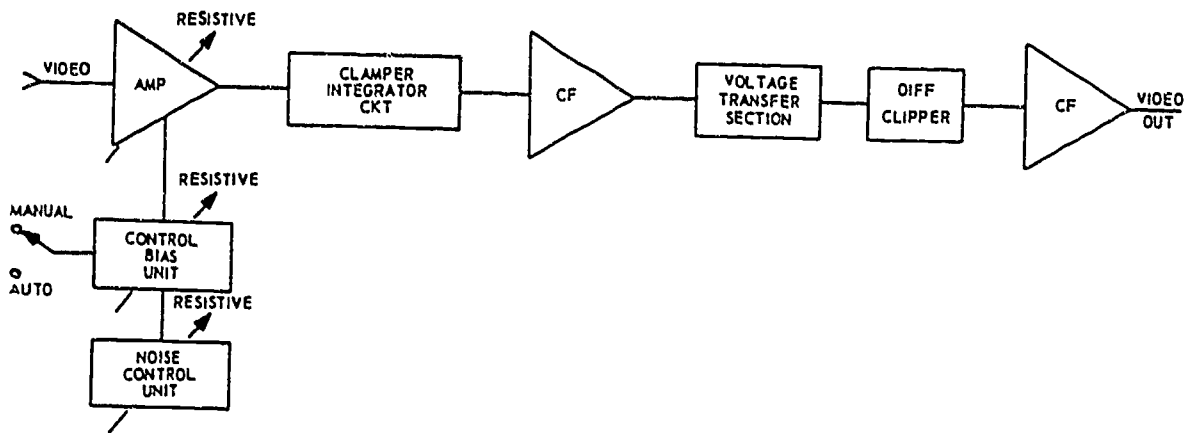 RESISTIVE
VIDEO
AMP
CLAMPER
INTEGRATOR
CKT
CF
VOLTAGE
TRANSFER
SECTION
DIFF
CLIPPER
CF
VIDEO
OUT
RESISTIVE
MANUAL
CONTROL
BIAS
UNIT
AUTO
RESISTIVE
NOISE
CONTROL
UNIT